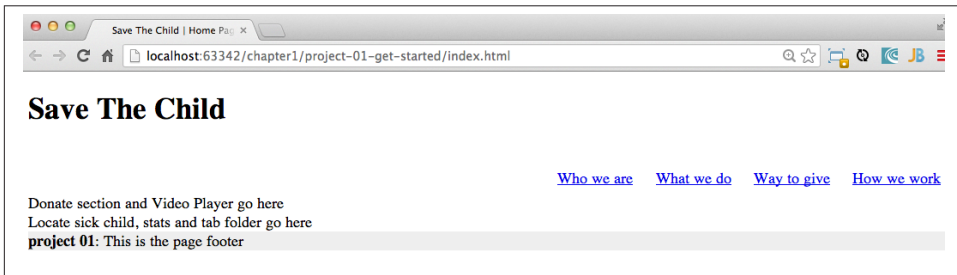 Save The Child | Home Pag
localhost:63342/chapter1/project-01-get-started/index.html
JB
Save The Child
Who we are What we do Way to give How we work
Donate section and Video Player go here
Locate sick child, stats and tab folder go here
project 01: This is the page footer